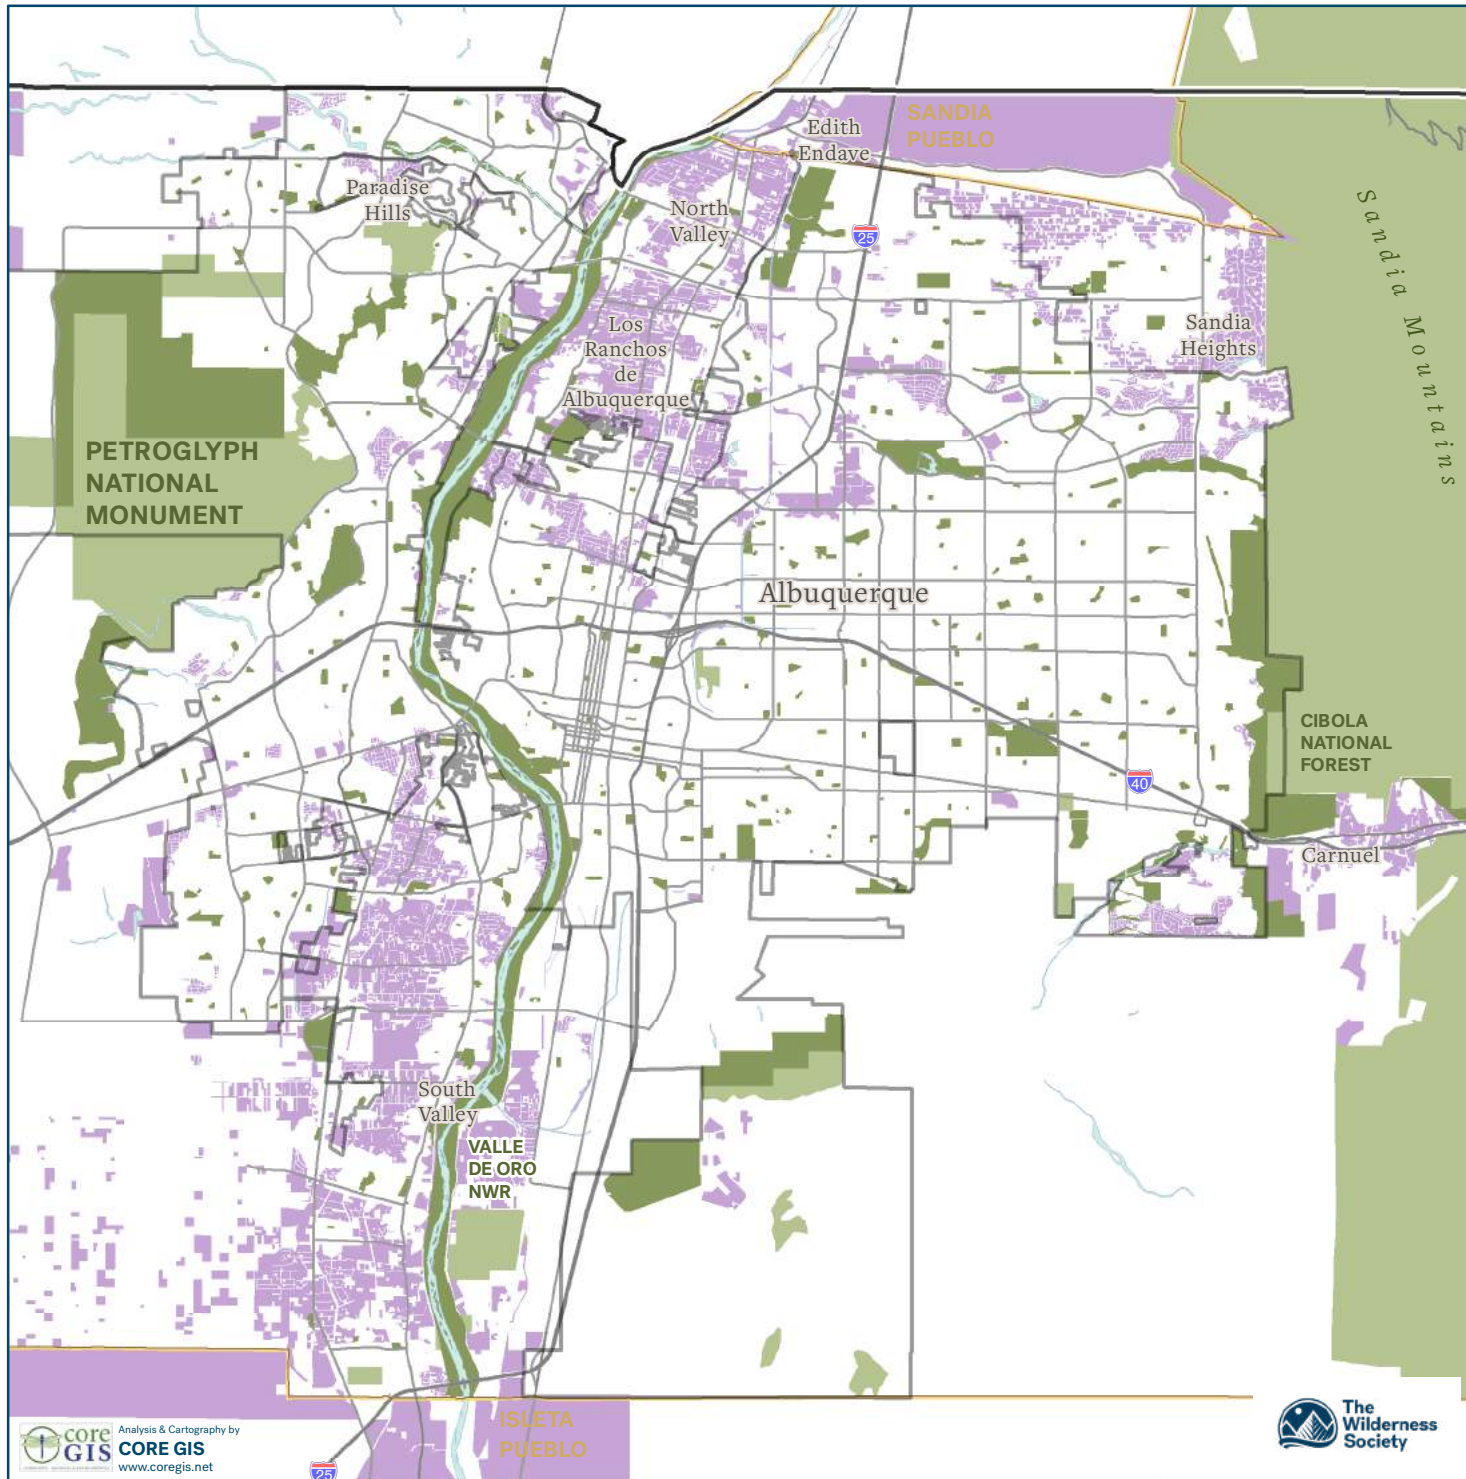 SANDIA
PUEBLO
Edith
Endave
Paradise
Hills
North
Valley
25
Sandia Mountains
Los
Ranchos
de
Albuquerque
Sandia
Heights
PETROGLYPH
NATIONAL
MONUMENT
Albuquerque
CIBOLA
NATIONAL
FOREST
40
Carnuel
South
Valley
VALLE
DE ORO
NWR
ISLETA
PUEBLO
core
GIS
Analysis & Cartography by
CORE GIS
www.coregis.net
25
The
Wilderness
Society